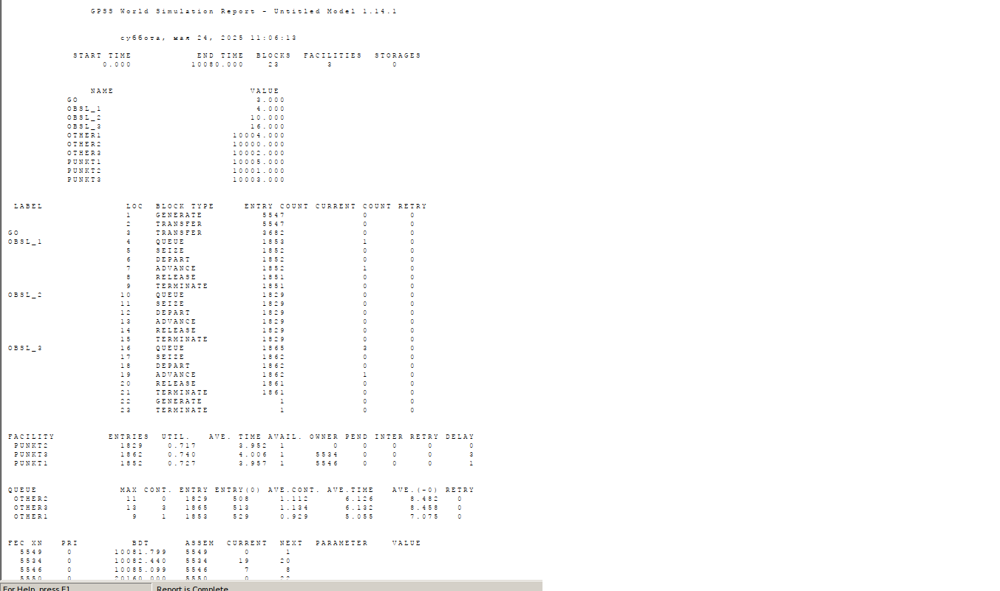 GPSS World Simulation Report - Untitled Model 1.14.1
суббота, мая 24, 2025 11:06:13
START TIME END TIME BLOCKS FACILITIES STORAGES
0.000 10080.000 23 3 0
NAME VALUE
GO 3.000
OBSL_1 4.000
OBSL_2 10.000
OBSL_3 16.000
OTHER1 10004.000
OTHER2 10000.000
OTHER3 10002.000
PUNKT1 10005.000
PUNKT2 10001.000
PUNKT3 10003.000
LABEL LOC BLOCK TYPE ENTRY COUNT CURRENT COUNT RETRY
1 GENERATE 5547 0 0
2 TRANSFER 5547 0 0
GO 3 TRANSFER 3682 0 0
OBSL_1 4 QUEUE 1853 1 0
5 SEIZE 1852 0 0
6 DEPART 1852 0 0
7 ADVANCE 1852 1 0
8 RELEASE 1851 0 0
9 TERMINATE 1851 0 0
OBSL_2 10 QUEUE 1829 0 0
11 SEIZE 1829 0 0
12 DEPART 1829 0 0
13 ADVANCE 1829 0 0
14 RELEASE 1829 0 0
15 TERMINATE 1829 0 0
OBSL_3 16 QUEUE 1865 3 0
17 SEIZE 1862 0 0
18 DEPART 1862 0 0
19 ADVANCE 1862 1 0
20 RELEASE 1861 0 0
21 TERMINATE 1861 0 0
22 GENERATE 1 0 0
23 TERMINATE 1 0 0
FACILITY ENTRIES UTIL. AVE. TIME AVAIL. OWNER PEND INTER RETRY DELAY
PUNKT2 1829 0.717 3.952 1 0 0 0 0 0
PUNKT3 1862 0.740 4.006 1 5534 0 0 0 3
PUNKT1 1852 0.727 3.957 1 5546 0 0 0 1
QUEUE MAX CONT. ENTRY ENTRY(0) AVE.CONT. AVE.TIME AVE.(-0) RETRY
OTHER2 11 0 1829 508 1.112 6.126 8.482 0
OTHER3 13 3 1865 513 1.134 6.132 8.458 0
OTHER1 9 1 1853 529 0.929 5.055 7.075 0
FEC XN PRI BDT ASSEM CURRENT NEXT PARAMETER VALUE
5549 0 10081.799 5549 0 1
5534 0 10082.440 5534 19 20
5546 0 10085.099 5546 7 8
5550 0 20160.000 5550 0 22
For Help, press F1 Report is Complete.